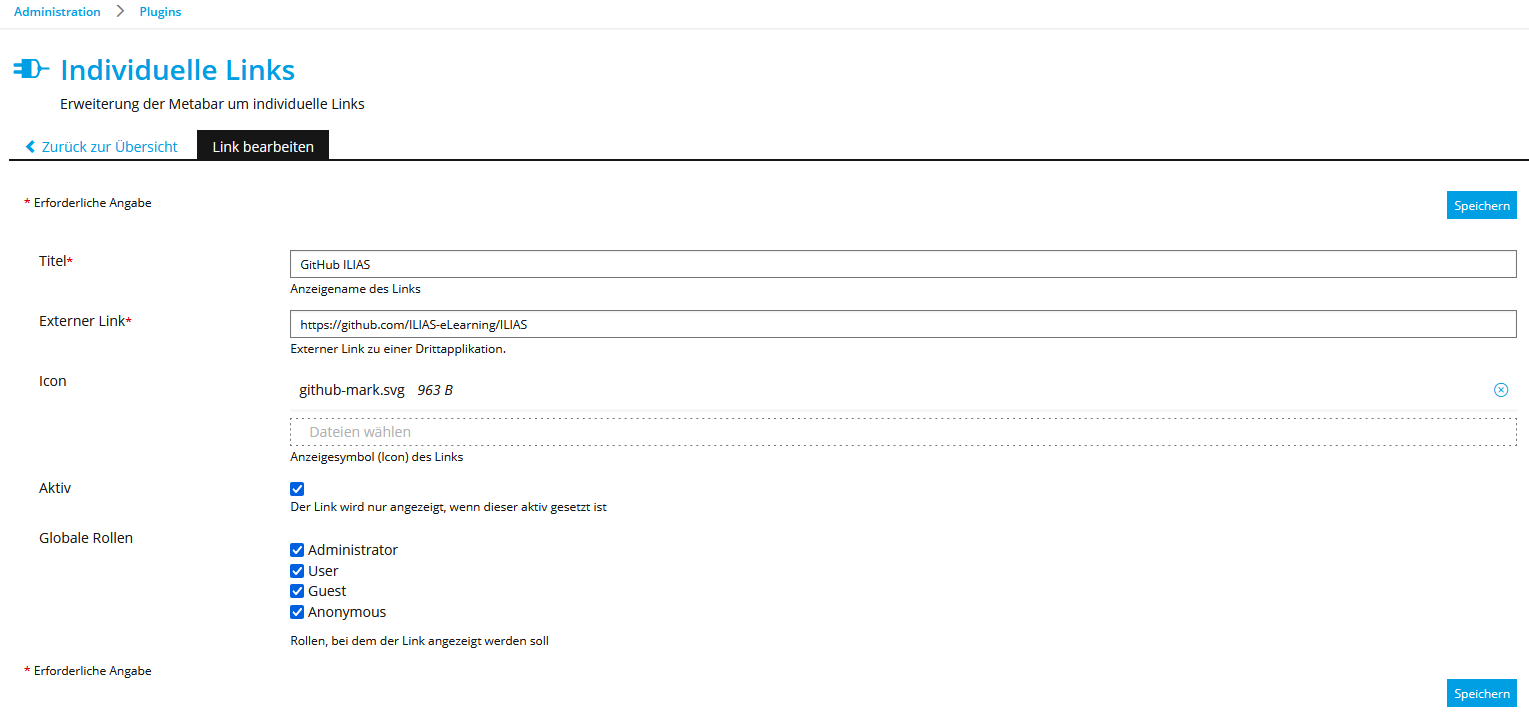 Administration > Plugins
Individuelle Links
Erweiterung der Metabar um individuelle Links
Zurück zur Übersicht Link bearbeiten
* Erforderliche Angabe Speichern
Titel* GitHub ILIAS
Anzeigename des Links
Externer Link* https://github.com/ILIAS-eLearning/ILIAS
Externer Link zu einer Drittapplikation.
Icon github-mark.svg 963 B
Dateien wählen
Anzeigesymbol (Icon) des Links
Aktiv
Der Link wird nur angezeigt, wenn dieser aktiv gesetzt ist
Globale Rollen
Administrator
User
Guest
Anonymous
Rollen, bei dem der Link angezeigt werden soll
* Erforderliche Angabe
Speichern